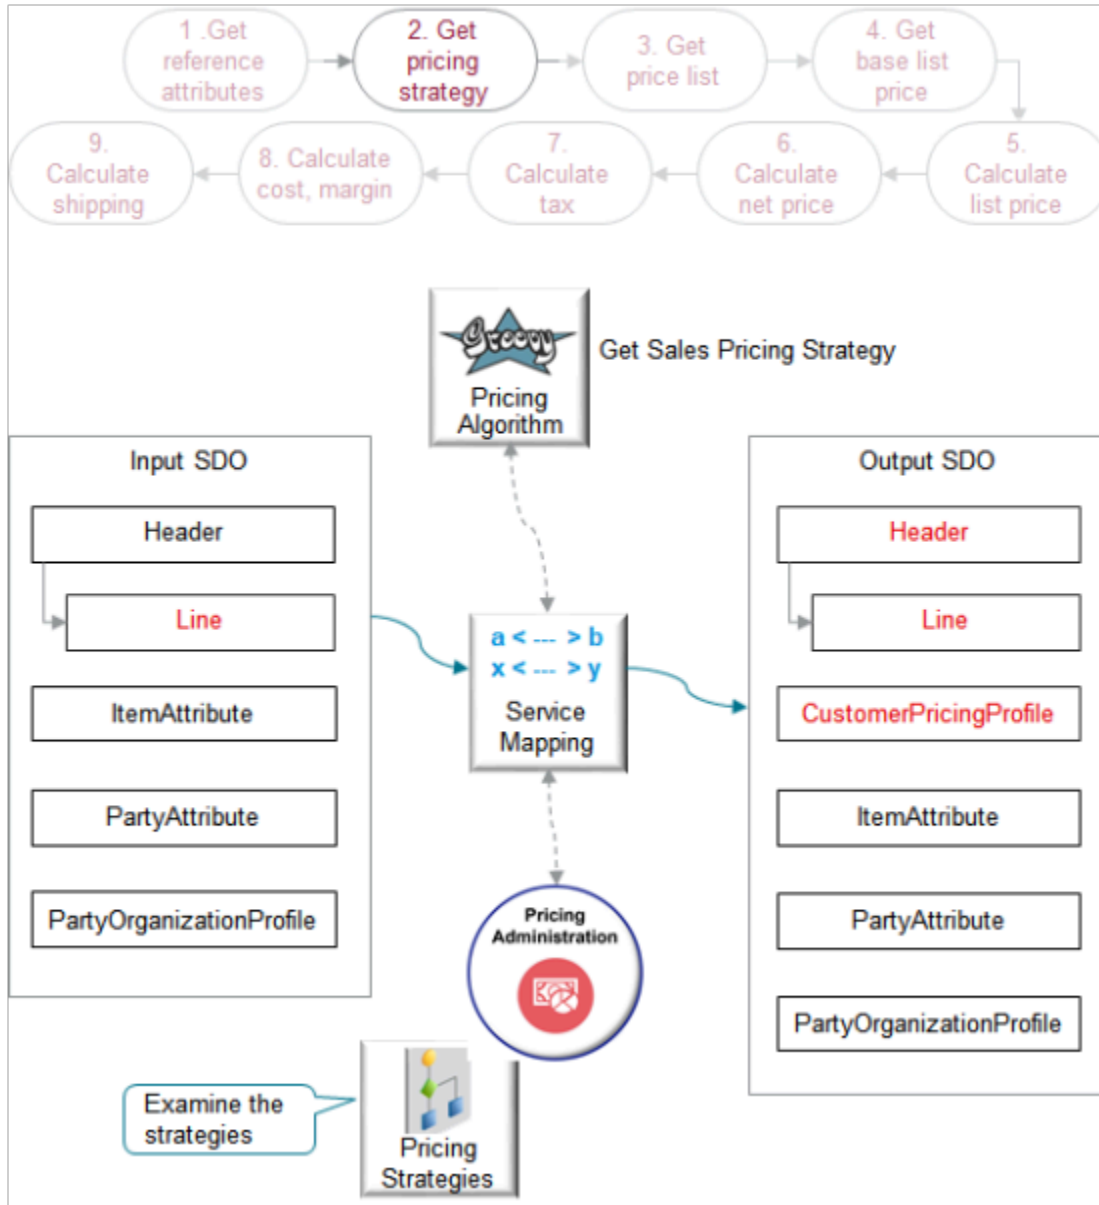 1 .Get
reference
attributes
2. Get
pricing
strategy
3. Get
price list
4. Get
base list
price
9.
Calculate
shipping
8. Calculate
cost, margin
7.
Calculate
tax
6.
Calculate
net price
5.
Calculate
list price
Groovy
Pricing
Algorithm
Get Sales Pricing Strategy
Input SDO
Header
Line
ItemAttribute
PartyAttribute
PartyOrganizationProfile
a < --- > b
x < --- > y
Service
Mapping
Output SDO
Header
Line
CustomerPricingProfile
ItemAttribute
PartyAttribute
PartyOrganizationProfile
Pricing
Administration
Examine the
strategies
Pricing
Strategies